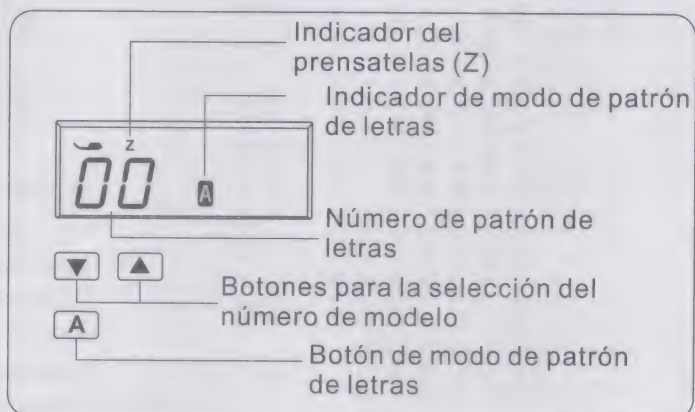 Indicador del
prensatelas (Z)
Indicador de modo de patrón
de letras
Z
00 A
Número de patrón de
letras
▼ ▲
Botones para la selección del
número de modelo
A
Botón de modo de patrón
de letras